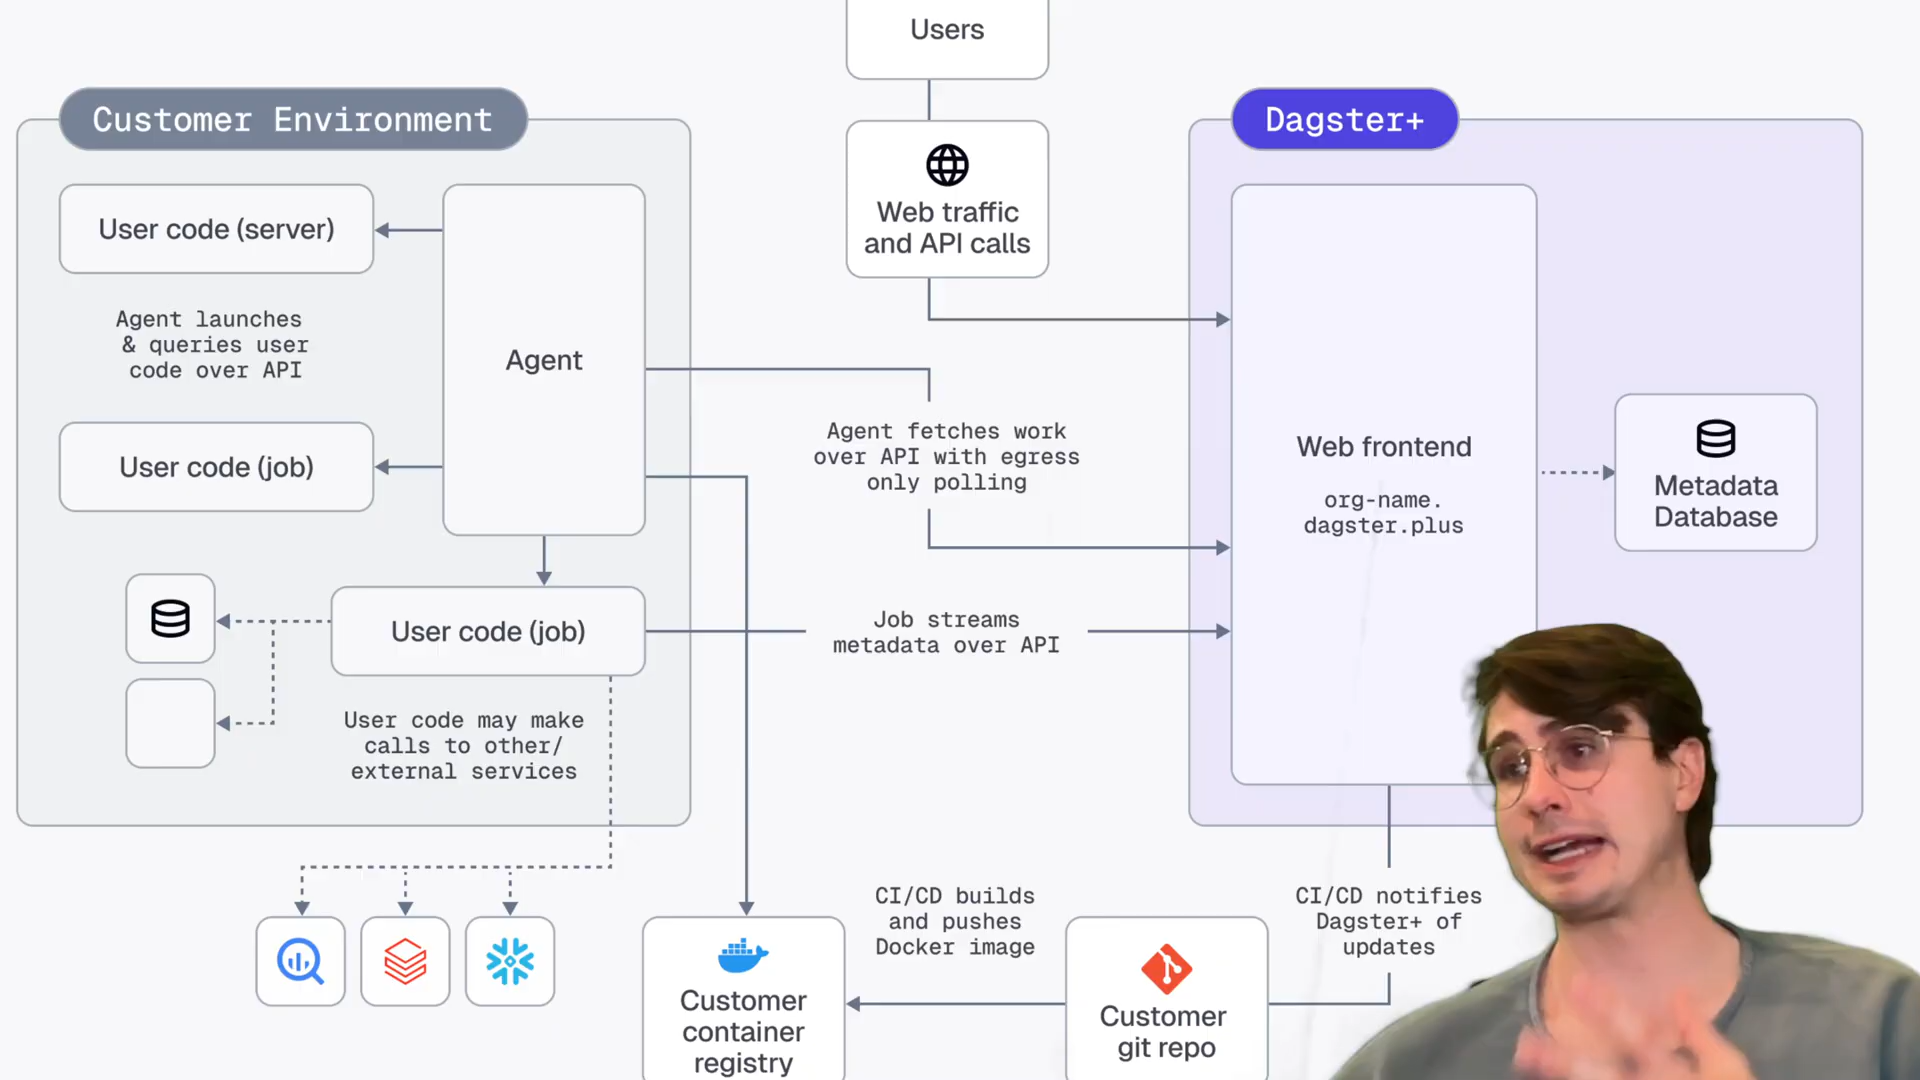 Users
Customer Environment
Dagster+
Web traffic
and API calls
User code (server)
Agent launches
& queries user
code over API
Agent
User code (job)
Agent fetches work
over API with egress
only polling
Web frontend
org-name.
dagster.plus
Metadata
Database
User code (job)
Job streams
metadata over API
User code may make
calls to other/
external services
CI/CD builds
and pushes
Docker image
CI/CD notifies
Dagster+ of
updates
Customer
container
registry
Customer
git repo